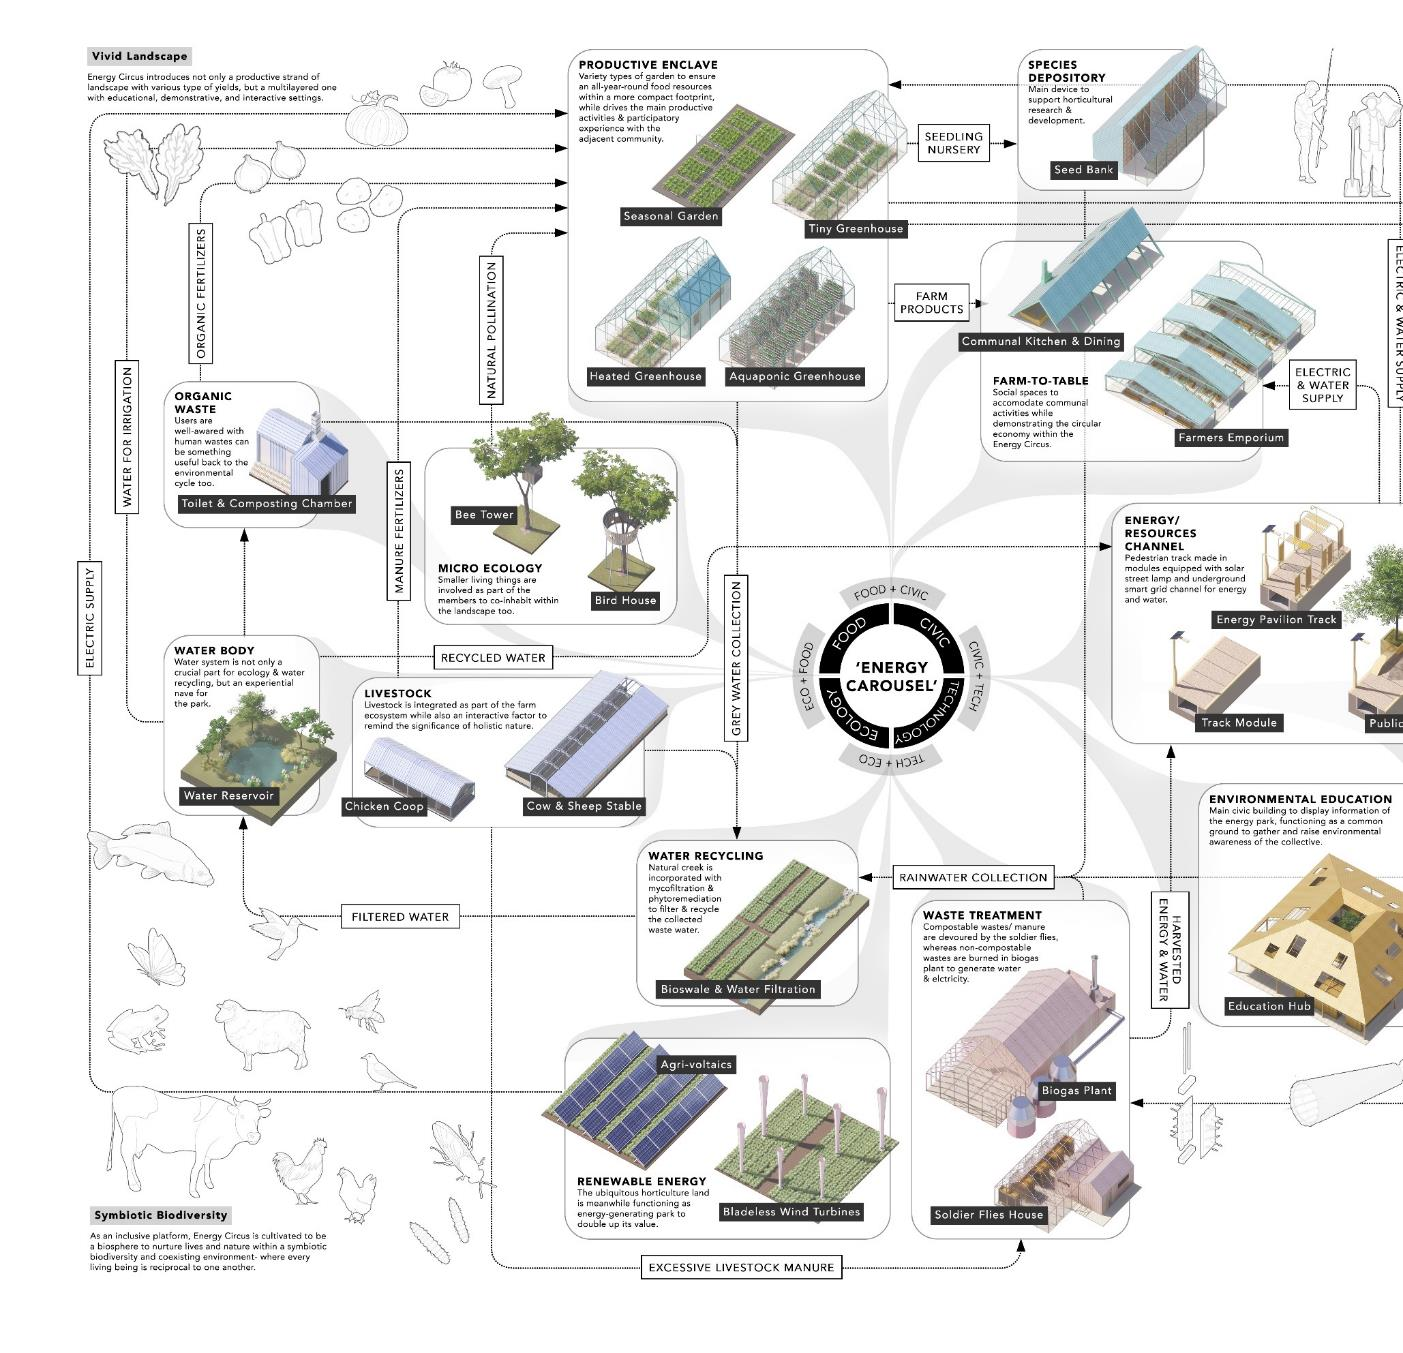 Vivid Landscape
Energy Circus introduces not only a productive strand of
landscape with various type of yields, but a multilayered one
with educational, demonstrative, and interactive settings.
PRODUCTIVE ENCLAVE
Variety types of garden to ensure
an all-year-round food resources
within a more compact footprint,
while drives the main productive
activities & participatory
experience with the
adjacent community.
Seasonal Garden
Tiny Greenhouse
Heated Greenhouse
Aquaponic Greenhouse
SEEDLING
NURSERY
SPECIES
DEPOSITORY
Main device to
support horticultural
research &
development.
Seed Bank
FARM
PRODUCTS
Communal Kitchen & Dining
FARM-TO-TABLE
Social spaces to
accomodate communal
activities while
demonstrating the circular
economy within the
Energy Circus.
Farmers Emporium
ELECTRIC
& WATER
SUPPLY
ELECTRIC & WATER SUPPLY
ORGANIC FERTILIZERS
NATURAL POLLINATION
WATER FOR IRRIGATION
MANURE FERTILIZERS
ELECTRIC SUPPLY
ORGANIC
WASTE
Users are
well-awared with
human wastes can
be something
useful back to the
environmental
cycle too.
Toilet & Composting Chamber
Bee Tower
MICRO ECOLOGY
Smaller living things are
involved as part of the
members to co-inhabit within
the landscape too.
Bird House
GREY WATER COLLECTION
ENERGY/
RESOURCES
CHANNEL
Pedestrian track made in
modules equipped with solar
street lamp and underground
smart grid channel for energy
and water.
Energy Pavilion Track
Track Module
Public
FOOD + CIVIC
CIVIC + TECH
TECH + ECO
ECO + FOOD
FOOD
CIVIC
TECHNOLOGY
ECOLOGY
'ENERGY
CAROUSEL'
WATER BODY
Water system is not only a
crucial part for ecology & water
recycling, but an experiential
nave for
the park.
Water Reservoir
RECYCLED WATER
LIVESTOCK
Livestock is integrated as part of the farm
ecosystem while also an interactive factor to
remind the significance of holistic nature.
Chicken Coop
Cow & Sheep Stable
ENVIRONMENTAL EDUCATION
Main civic building to display information of
the energy park, functioning as a common
ground to gather and raise environmental
awareness of the collective.
Education Hub
WATER RECYCLING
Natural creek is
incorporated with
mycofiltration &
phytoremediation
to filter & recycle
the collected
waste water.
Bioswale & Water Filtration
RAINWATER COLLECTION
FILTERED WATER
WASTE TREATMENT
Compostable wastes/ manure
are devoured by the soldier flies,
whereas non-compostable
wastes are burned in biogas
plant to generate water
& elctricity.
Biogas Plant
Soldier Flies House
HARVESTED
ENERGY & WATER
Agri-voltaics
RENEWABLE ENERGY
The ubiquitous horticulture land
is meanwhile functioning as
energy-generating park to
double up its value.
Bladeless Wind Turbines
EXCESSIVE LIVESTOCK MANURE
Symbiotic Biodiversity
As an inclusive platform, Energy Circus is cultivated to be
a biosphere to nurture lives and nature within a symbiotic
biodiversity and coexisting environment- where every
living being is reciprocal to one another.